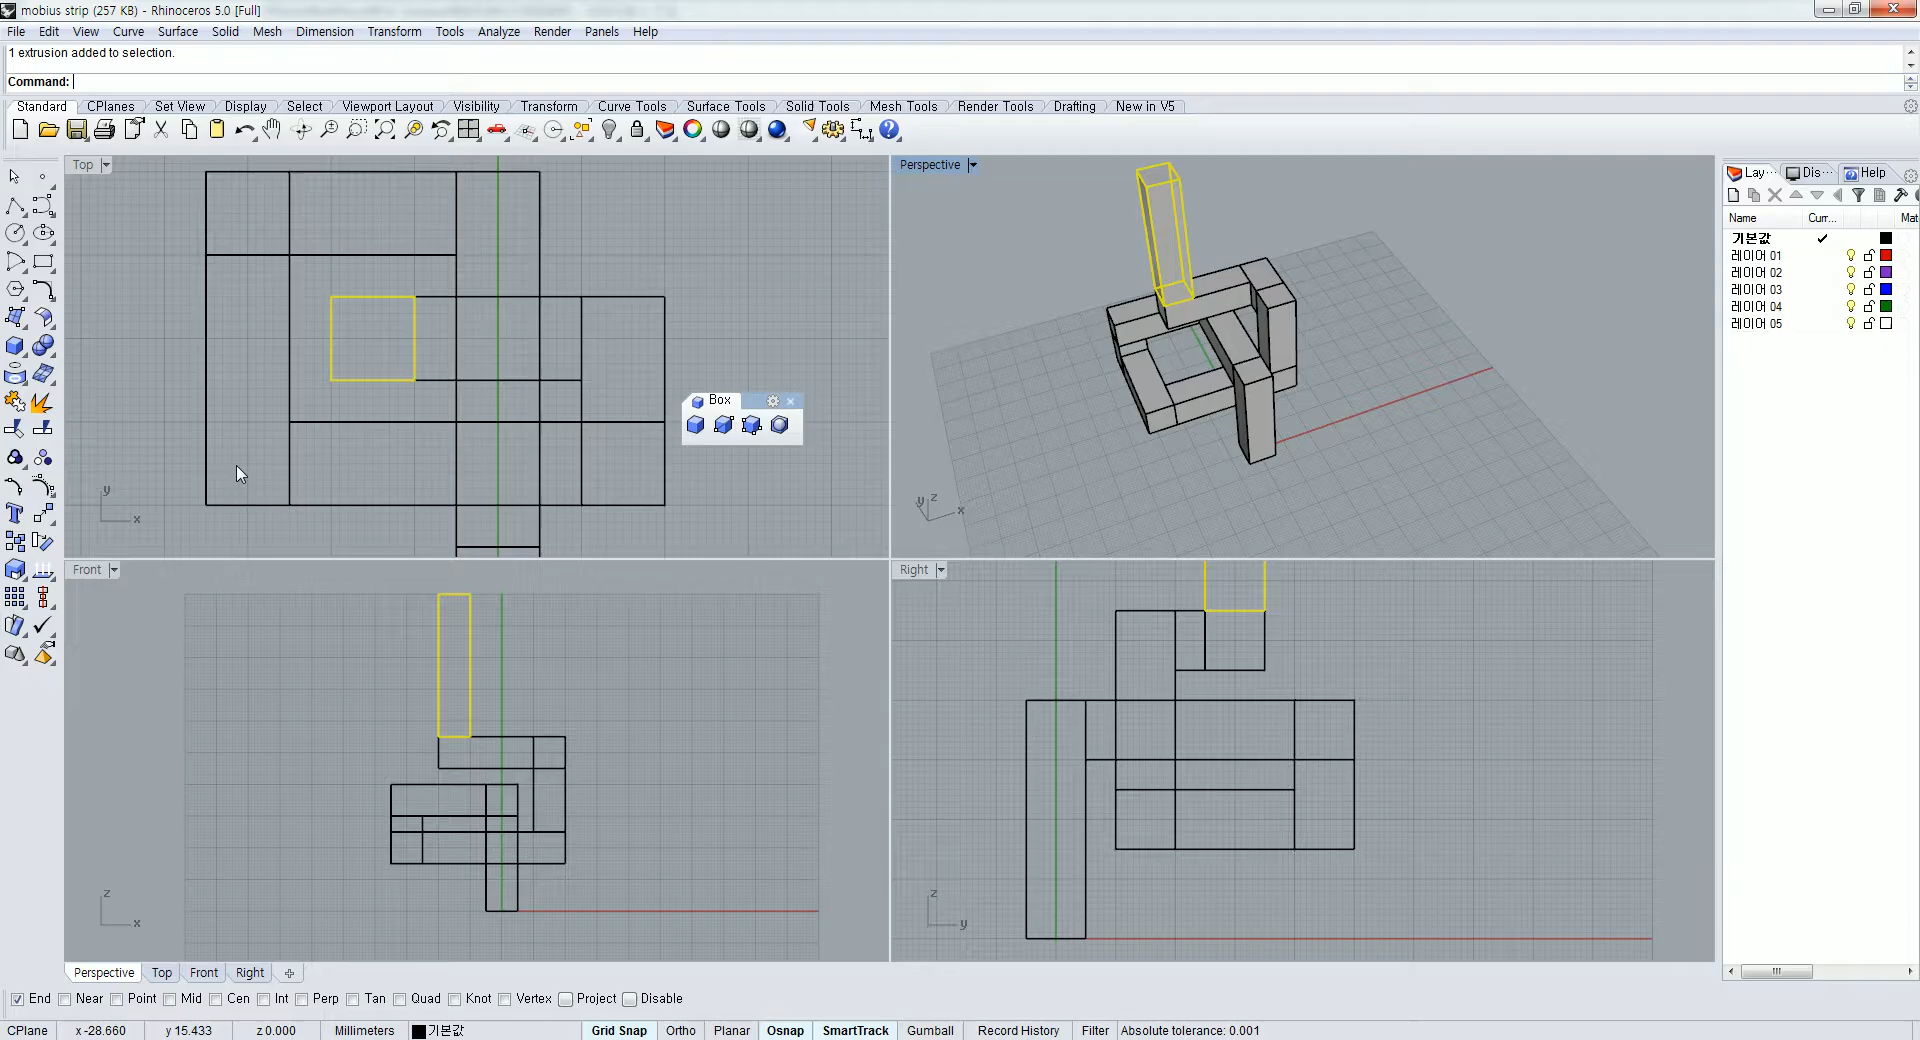 mobius strip (257 KB) - Rhinoceros 5.0 [Full]
File Edit View Curve Surface Solid Mesh Dimension Transform Tools Analyze Render Panels Help
1 extrusion added to selection.
Command:
Standard CPlanes Set View Display Select Viewport Layout Visibility Transform Curve Tools Surface Tools Solid Tools Mesh Tools Render Tools Drafting New in V5
Top
Perspective
Lay··· Dis··· Help
Name Curr... Mat
기본값
레이어 01
레이어 02
레이어 03
레이어 04
레이어 05
Box
y
x
y z
x
Front
Right
z
x
z
y
Perspective Top Front Right
End Near Point Mid Cen Int Perp Tan Quad Knot Vertex Project Disable
CPlane x -28.660 y 15.433 z 0.000 Millimeters 기본값 Grid Snap Ortho Planar Osnap SmartTrack Gumball Record History Filter Absolute tolerance: 0.001